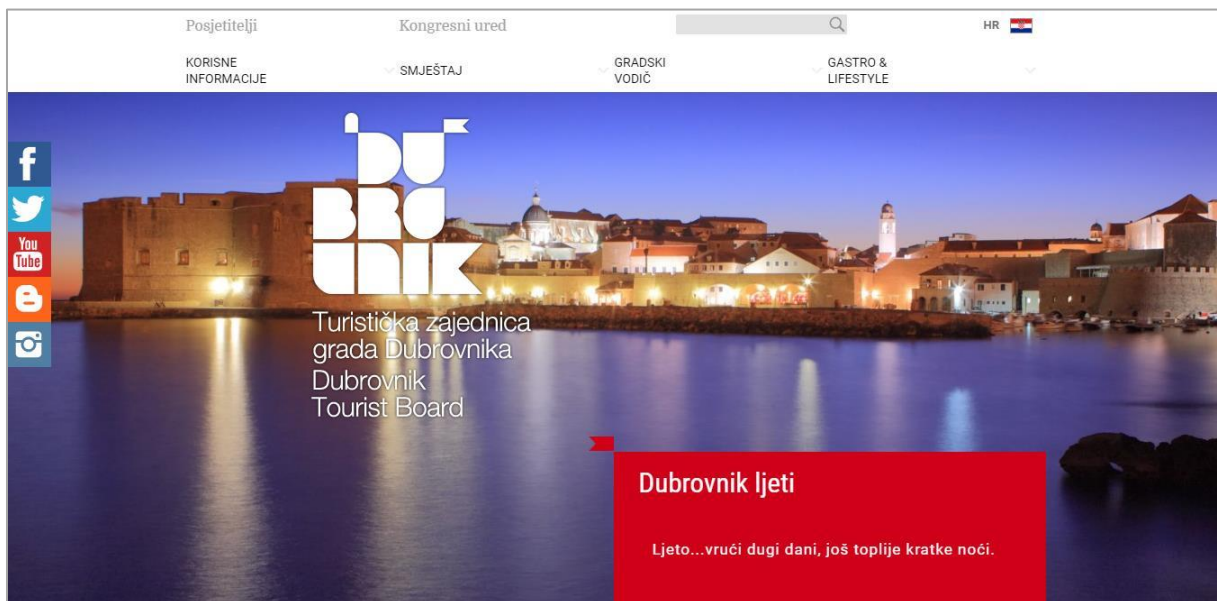 Posjetitelji
Kongresni ured
HR
KORISNE
INFORMACIJE
SMJEŠTAJ
GRADSKI
VODIČ
GASTRO &
LIFESTYLE
DU
BRO
VNIK
Turistička zajednica
grada Dubrovnika
Dubrovnik
Tourist Board
f
You
Tube
Dubrovnik ljeti
Ljeto...vrući dugi dani, još toplije kratke noći.